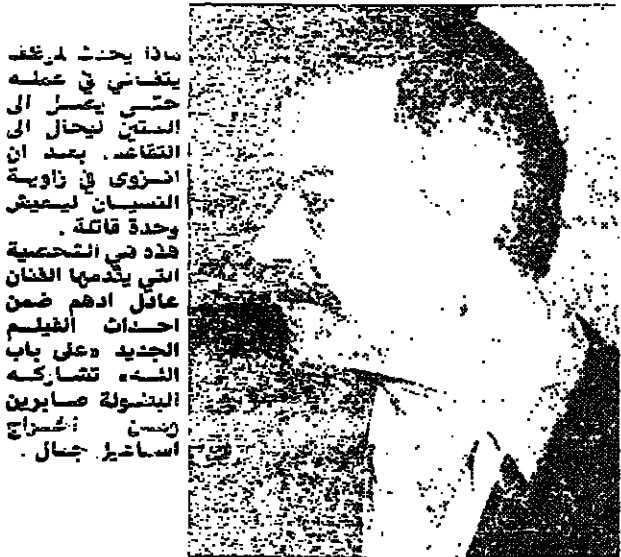 ماذا يحدث لموظف
يتفاني في عمله
حتى يصل الى
الستين ليحال الى
التقاعد. بعد ان
انزوى في زاوية
النسيان ليعيش
وحدة قاتلة .
هذه هي الشخصية
التي يقدمها الفنان
عادل ادهم ضمن
احداث الفيلم
الجديد «على باب
الله» تشاركه
البطولة صابرين
ومن اخراج
اسماعيل جمال .